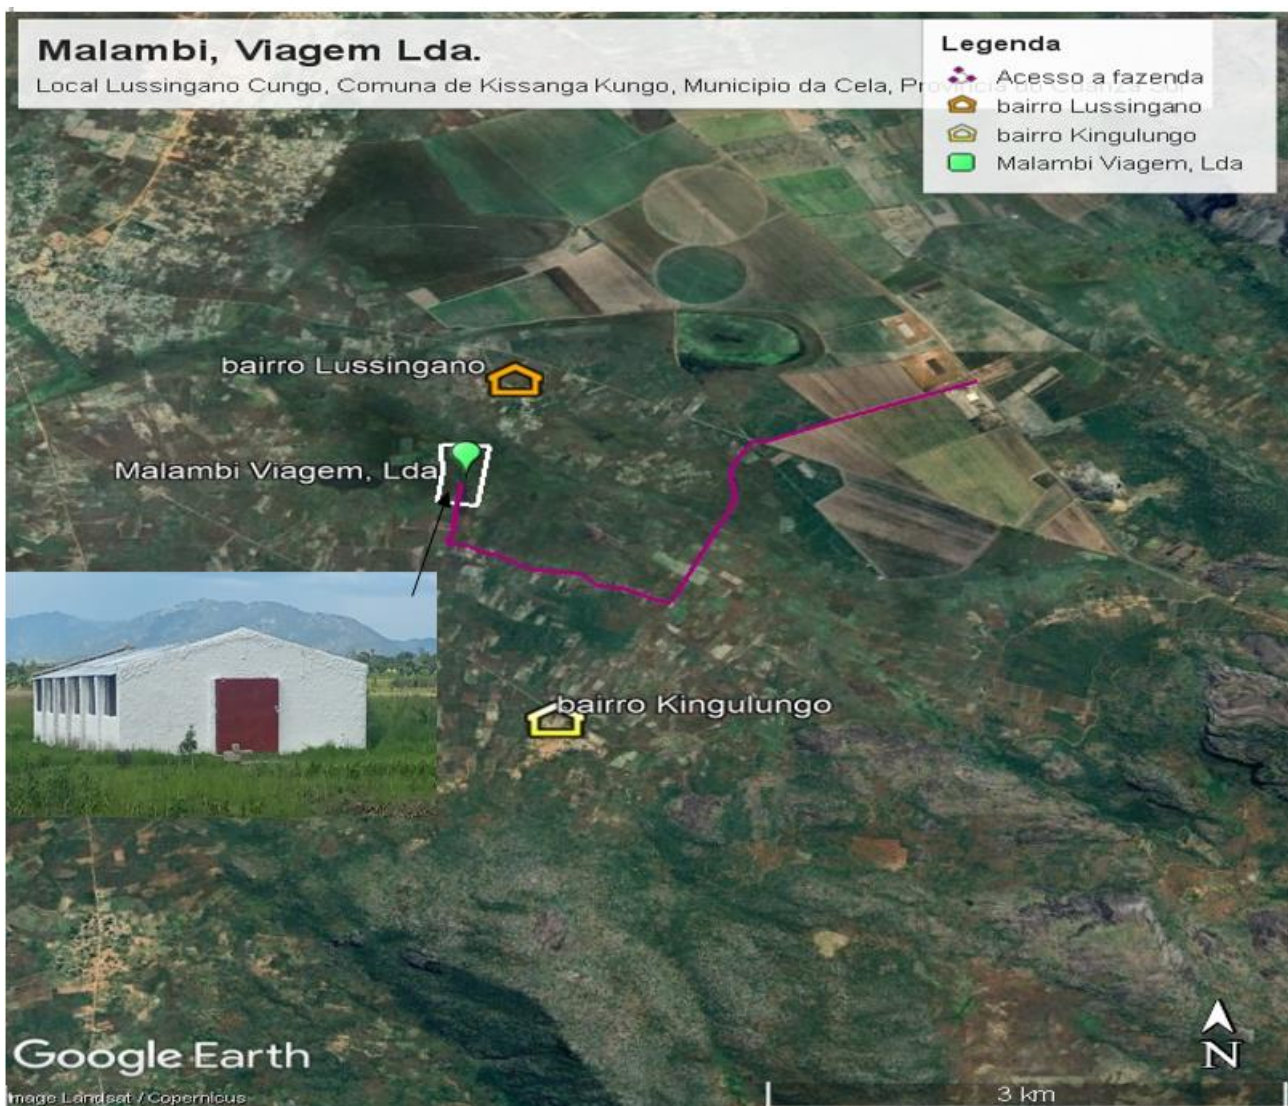 Malambi, Viagem Lda.
Local Lussingano Cungo, Comuna de Kissanga Kungo, Municipio da Cela, Província do Cuanza Sul
Legenda
Acesso a fazenda
bairro Lussingano
bairro Kingulungo
Malambi Viagem, Lda
bairro Lussingano
Malambi Viagem, Lda
bairro Kingulungo
Google Earth
N
Image Landsat / Copernicus
3 km